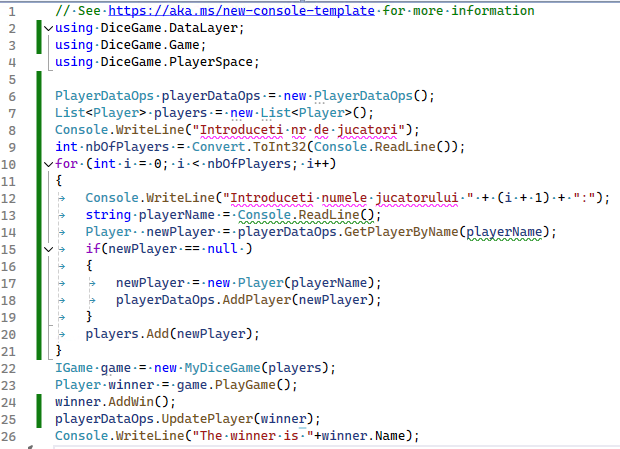 1 // See https://aka.ms/new-console-template for more information
2 using DiceGame.DataLayer;
3 using DiceGame.Game;
4 using DiceGame.PlayerSpace;
5
6 PlayerDataOps playerDataOps = new PlayerDataOps();
7 List<Player> players = new List<Player>();
8 Console.WriteLine("Introduceti nr de jucatori");
9 int nbOfPlayers = Convert.ToInt32(Console.ReadLine());
10 for (int i = 0; i < nbOfPlayers; i++)
11 {
12 Console.WriteLine("Introduceti numele jucatorului " + (i + 1) + ":");
13 string playerName = Console.ReadLine();
14 Player  newPlayer = playerDataOps.GetPlayerByName(playerName);
15 if(newPlayer == null )
16 {
17 newPlayer = new Player(playerName);
18 playerDataOps.AddPlayer(newPlayer);
19 }
20 players.Add(newPlayer);
21 }
22 IGame game = new MyDiceGame(players);
23 Player winner = game.PlayGame();
24 winner.AddWin();
25 playerDataOps.UpdatePlayer(winner);
26 Console.WriteLine("The winner is "+winner.Name);